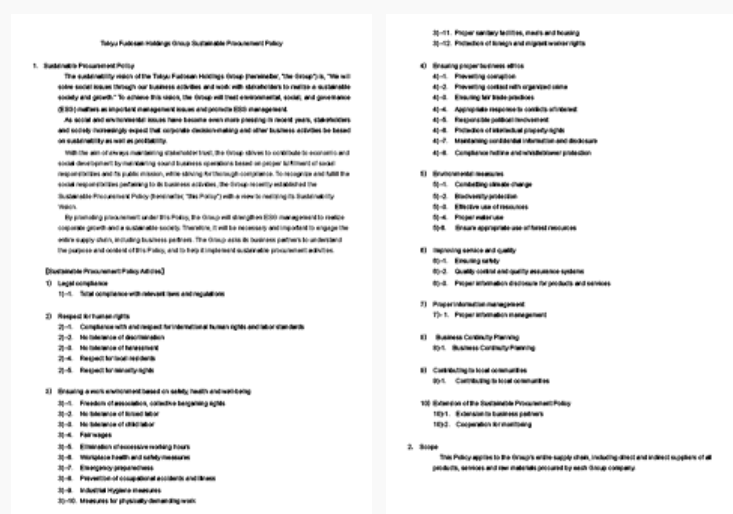 Tokyu Fudosan Holdings Group Sustainable Procurement Policy
1. Sustainable Procurement Policy
The sustainability vision of the Tokyu Fudosan Holdings Group (hereinafter, "the Group") is, "We will
solve social issues through our business activities and work with stakeholders to realize a sustainable
society and growth." To achieve this vision, the Group will treat environmental, social, and governance
(ESG) matters as important management issues and promote ESG management.
As social and environmental issues have become even more pressing in recent years, stakeholders
and society increasingly expect that corporate decision-making and other business activities be based
on sustainability as well as profitability.
With the aim of always maintaining stakeholder trust, the Group strives to contribute to economic and
social development by maintaining sound business operations based on proper fulfilment of social
responsibilities and its public mission, while striving for thorough compliance. To recognize and fulfill the
social responsibilities pertaining to its business activities, the Group recently established the
Sustainable Procurement Policy (hereinafter, "this Policy") with a view to realizing its Sustainability
Vision.
By promoting procurement under this Policy, the Group will strengthen ESG management to realize
corporate growth and a sustainable society. Therefore, it will be necessary and important to engage the
entire supply chain, including business partners. The Group asks its business partners to understand
the purpose and content of this Policy, and to help it implement sustainable procurement activities.
[Sustainable Procurement Policy Articles]
1) Legal compliance
1)-1. Total compliance with relevant laws and regulations
2) Respect for human rights
2)-1. Compliance with and respect for international human rights and labor standards
2)-2. No tolerance of discrimination
2)-3. No tolerance of harassment
2)-4. Respect for local residents
2)-5. Respect for minority rights
3) Ensuring a work environment based on safety, health and well-being
3)-1. Freedom of association, collective bargaining rights
3)-2. No tolerance of forced labor
3)-3. No tolerance of child labor
3)-4. Fair wages
3)-5. Elimination of excessive working hours
3)-6. Workplace health and safety measures
3)-7. Emergency preparedness
3)-8. Prevention of occupational accidents and illness
3)-9. Industrial Hygiene measures
3)-10. Measures for physically demanding work
3)-11. Proper sanitary facilities, meals and housing
3)-12. Protection of foreign and migrant worker rights
4) Ensuring proper business ethics
4)-1. Preventing corruption
4)-2. Preventing contact with organized crime
4)-3. Ensuring fair trade practices
4)-4. Appropriate response to conflicts of interest
4)-5. Responsible political involvement
4)-6. Protection of intellectual property rights
4)-7. Maintaining confidential information and disclosure
4)-8. Compliance hotline and whistleblower protection
5) Environmental measures
5)-1. Combatting climate change
5)-2. Biodiversity protection
5)-3. Effective use of resources
5)-4. Proper water use
5)-5. Ensure appropriate use of forest resources
6) Improving service and quality
6)-1. Ensuring safety
6)-2. Quality control and quality assurance systems
6)-3. Proper information disclosure for products and services
7) Proper information management
7)-1. Proper information management
8) Business Continuity Planning
8)-1. Business Continuity Planning
9) Contributing to local communities
9)-1. Contributing to local communities
10) Extension of the Sustainable Procurement Policy
10)-1. Extension to business partners
10)-2. Cooperation for monitoring
2. Scope
This Policy applies to the Group's entire supply chain, including direct and indirect suppliers of all
products, services and raw materials procured by each Group company.